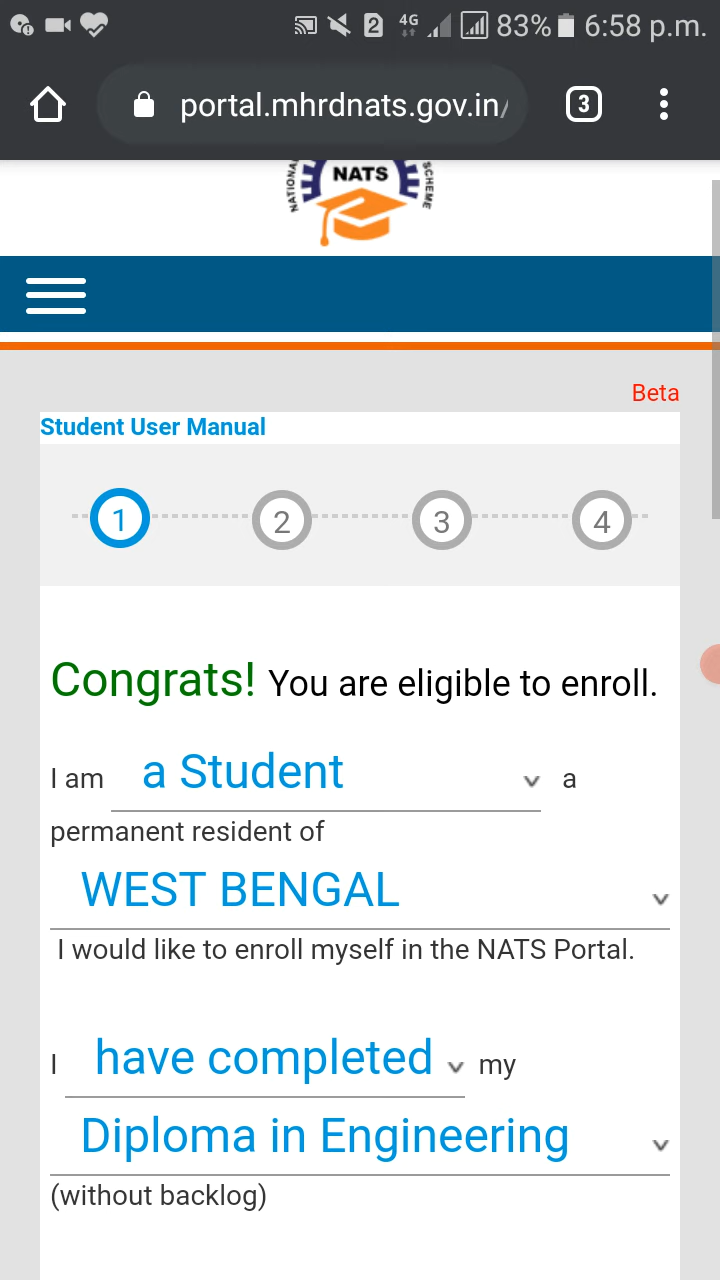 2 4G 83% 6:58 p.m.
portal.mhrdnats.gov.in/
3
NATIONAL NATS SCHEME
Beta
Student User Manual
1 2 3 4
Congrats! You are eligible to enroll.
I am a Student a
permanent resident of
WEST BENGAL
I would like to enroll myself in the NATS Portal.
I have completed my
Diploma in Engineering
(without backlog)